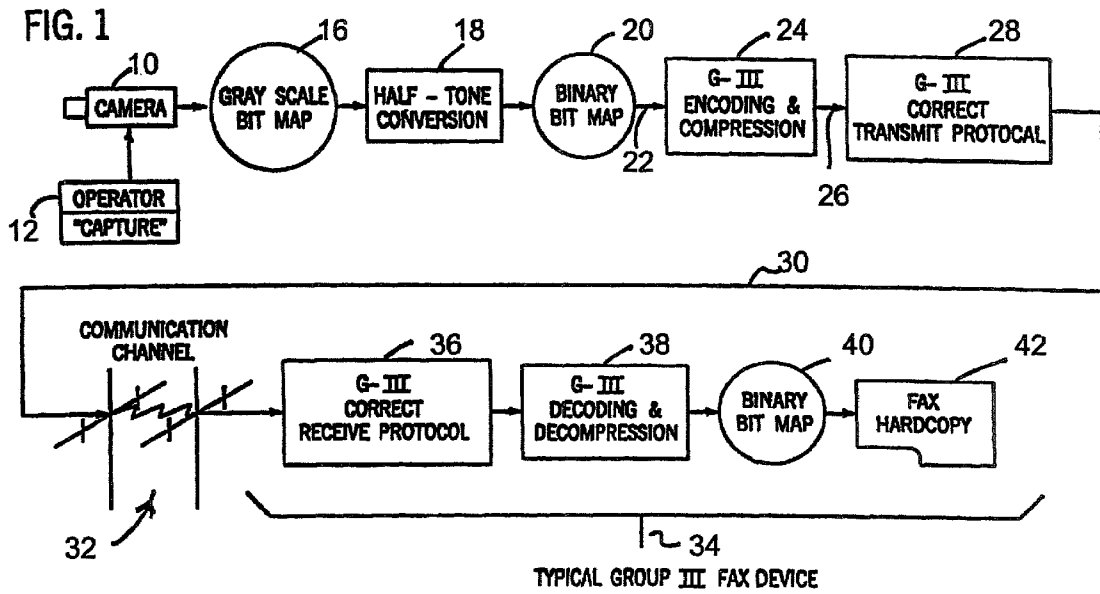 FIG. 1
10
16
18
20
24
28
CAMERA
GRAY SCALE
BIT MAP
HALF - TONE
CONVERSION
BINARY
BIT MAP
G-III
ENCODING &
COMPRESSION
G-III
CORRECT
TRANSMIT PROTOCAL
22
26
12
OPERATOR
"CAPTURE"
30
COMMUNICATION
CHANNEL
36
38
40
42
G-III
CORRECT
RECEIVE PROTOCOL
G-III
DECODING &
DECOMPRESSION
BINARY
BIT MAP
FAX
HARDCOPY
32
34
TYPICAL GROUP III FAX DEVICE